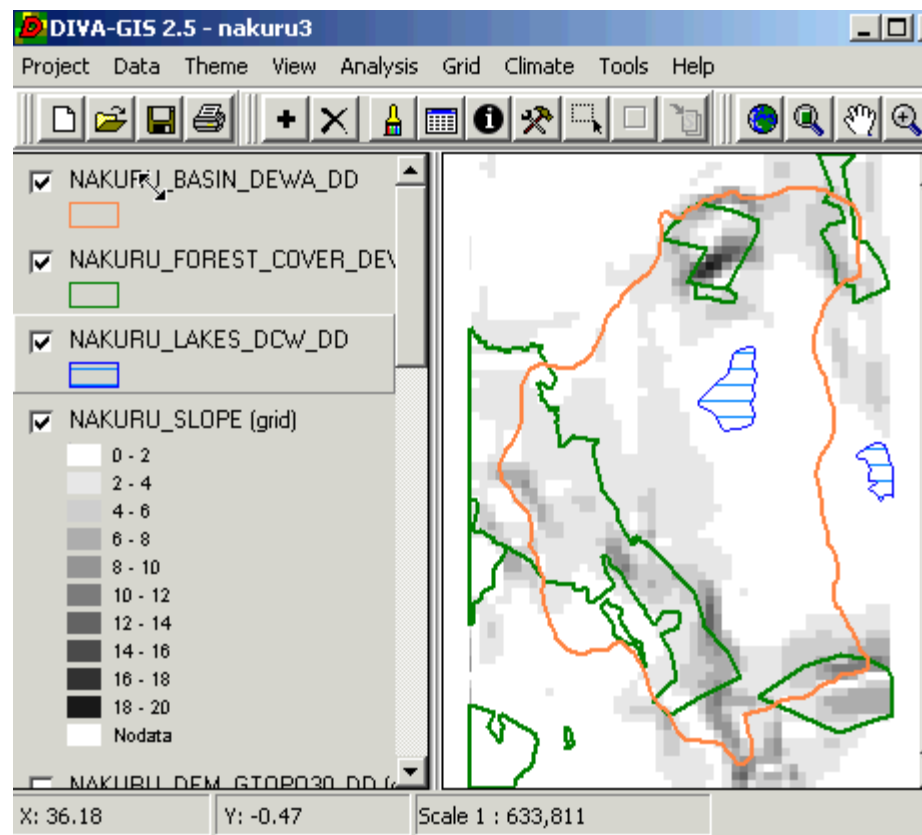 DIVA-GIS 2.5 - nakuru3
Project Data Theme View Analysis Grid Climate Tools Help
NAKURU_BASIN_DEWA_DD
NAKURU_FOREST_COVER_DEW
NAKURU_LAKES_DCW_DD
NAKURU_SLOPE (grid)
0 - 2
2 - 4
4 - 6
6 - 8
8 - 10
10 - 12
12 - 14
14 - 16
16 - 18
18 - 20
Nodata
NAKURU_DEM_GTOPO30_DD (
X: 36.18 Y: -0.47 Scale 1 : 633,811